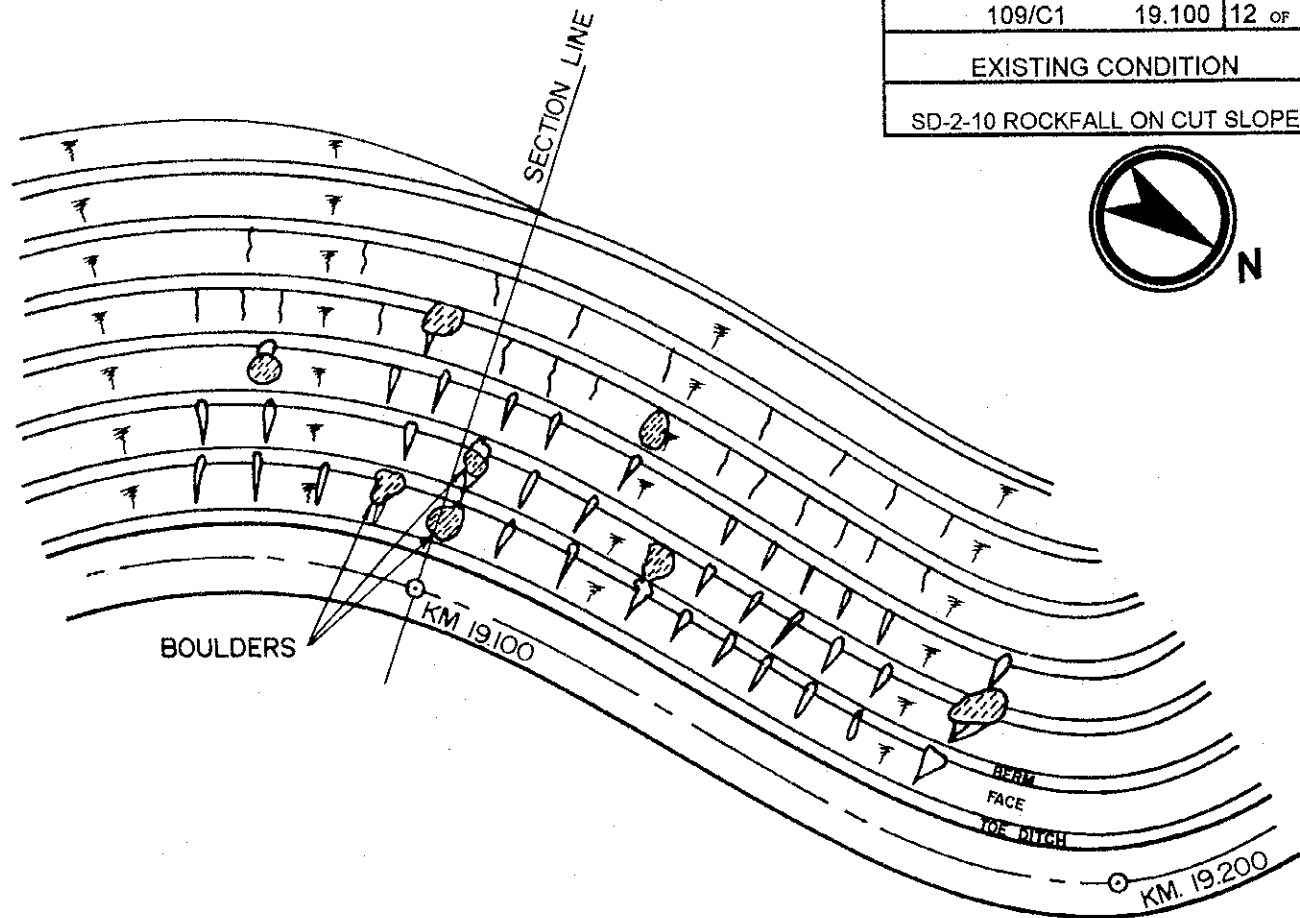 109/C1 19.100 12 OF
EXISTING CONDITION
SD-2-10 ROCKFALL ON CUT SLOPE
SECTION LINE
N
KM 19.100
BOULDERS
BERM
FACE
TOE DITCH
KM. 19.200